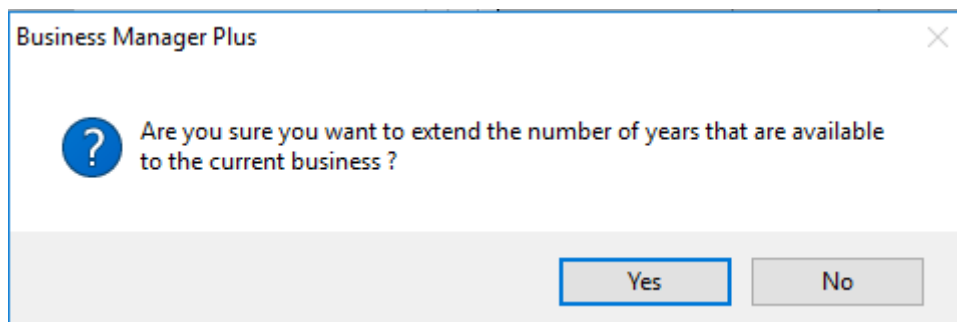 Business Manager Plus
?
Are you sure you want to extend the number of years that are available
to the current business ?
Yes
No